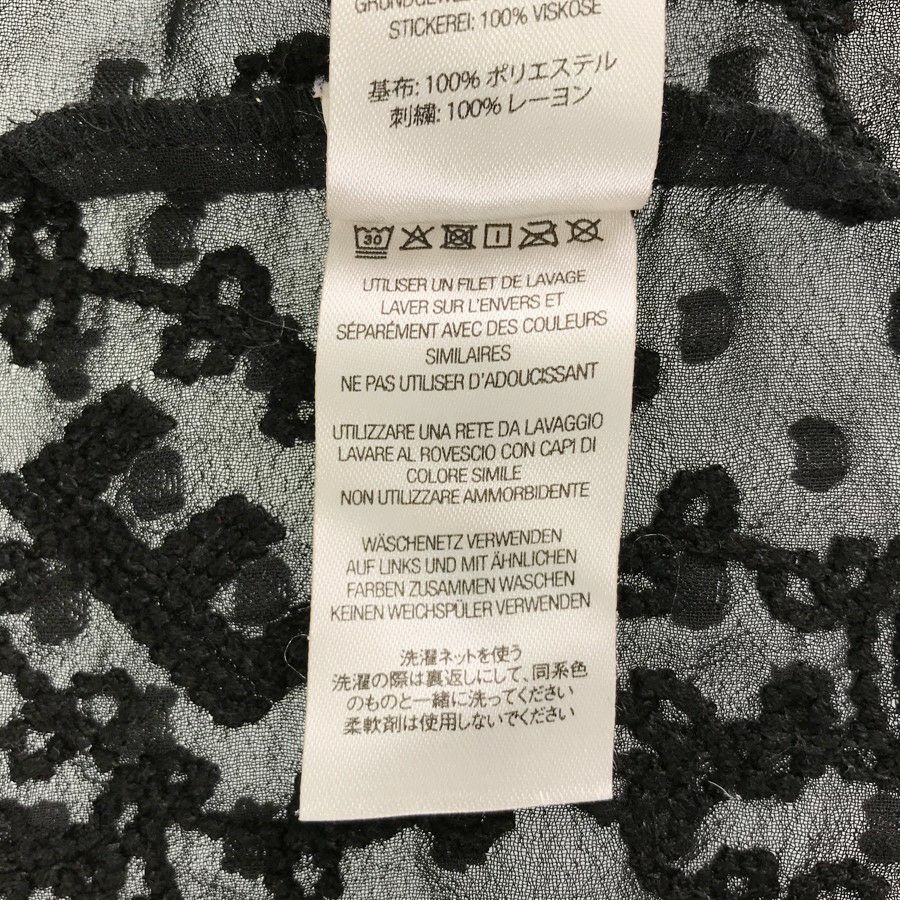 STICKEREI: 100% VISKOSE
基布: 100% ポリエステル
刺繍: 100% レーヨン
30
UTILISER UN FILET DE LAVAGE
LAVER SUR L'ENVERS ET
SÉPARÉMENT AVEC DES COULEURS
SIMILAIRES
NE PAS UTILISER D'ADOUCISSANT
UTILIZZARE UNA RETE DA LAVAGGIO
LAVARE AL ROVESCIO CON CAPI DI
COLORE SIMILE
NON UTILIZZARE AMMORBIDENTE
WÄSCHENETZ VERWENDEN
AUF LINKS UND MIT ÄHNLICHEN
FARBEN ZUSAMMEN WASCHEN
KEINEN WEICHSPÜLER VERWENDEN
洗濯ネットを使う
洗濯の際は裏返しにして、同系色
のものと一緒に洗ってください
柔軟剤は使用しないでください